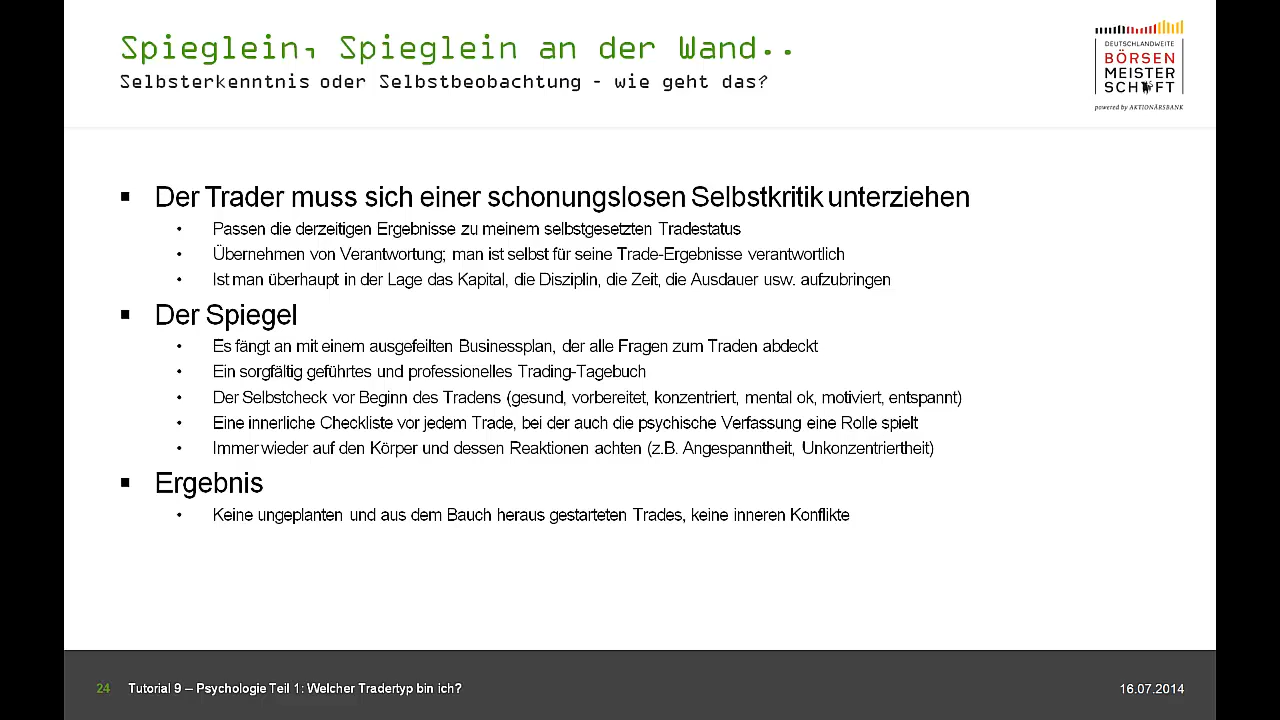 Spieglein, Spieglein an der Wand..
Selbsterkenntnis oder Selbstbeobachtung - wie geht das?
DEUTSCHLANDWEITE
BÖRSEN
MEISTER
SCHAFT
powered by AKTIONÄRSBANK
▪ Der Trader muss sich einer schonungslosen Selbstkritik unterziehen
• Passen die derzeitigen Ergebnisse zu meinem selbstgesetzten Tradestatus
• Übernehmen von Verantwortung; man ist selbst für seine Trade-Ergebnisse verantwortlich
• Ist man überhaupt in der Lage das Kapital, die Disziplin, die Zeit, die Ausdauer usw. aufzubringen
▪ Der Spiegel
• Es fängt an mit einem ausgefeilten Businessplan, der alle Fragen zum Traden abdeckt
• Ein sorgfältig geführtes und professionelles Trading-Tagebuch
• Der Selbstcheck vor Beginn des Tradens (gesund, vorbereitet, konzentriert, mental ok, motiviert, entspannt)
• Eine innerliche Checkliste vor jedem Trade, bei der auch die psychische Verfassung eine Rolle spielt
• Immer wieder auf den Körper und dessen Reaktionen achten (z.B. Angespanntheit, Unkonzentriertheit)
▪ Ergebnis
• Keine ungeplanten und aus dem Bauch heraus gestarteten Trades, keine inneren Konflikte
24 Tutorial 9 – Psychologie Teil 1: Welcher Tradertyp bin ich?
16.07.2014